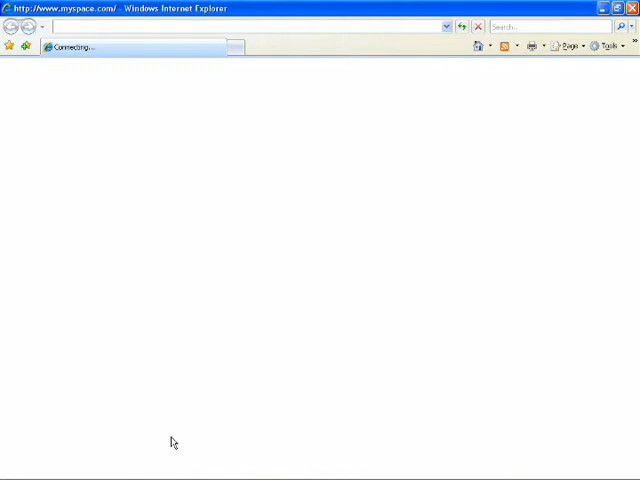 http://www.myspace.com/ - Windows Internet Explorer
Search...
Connecting...
Page
Tools